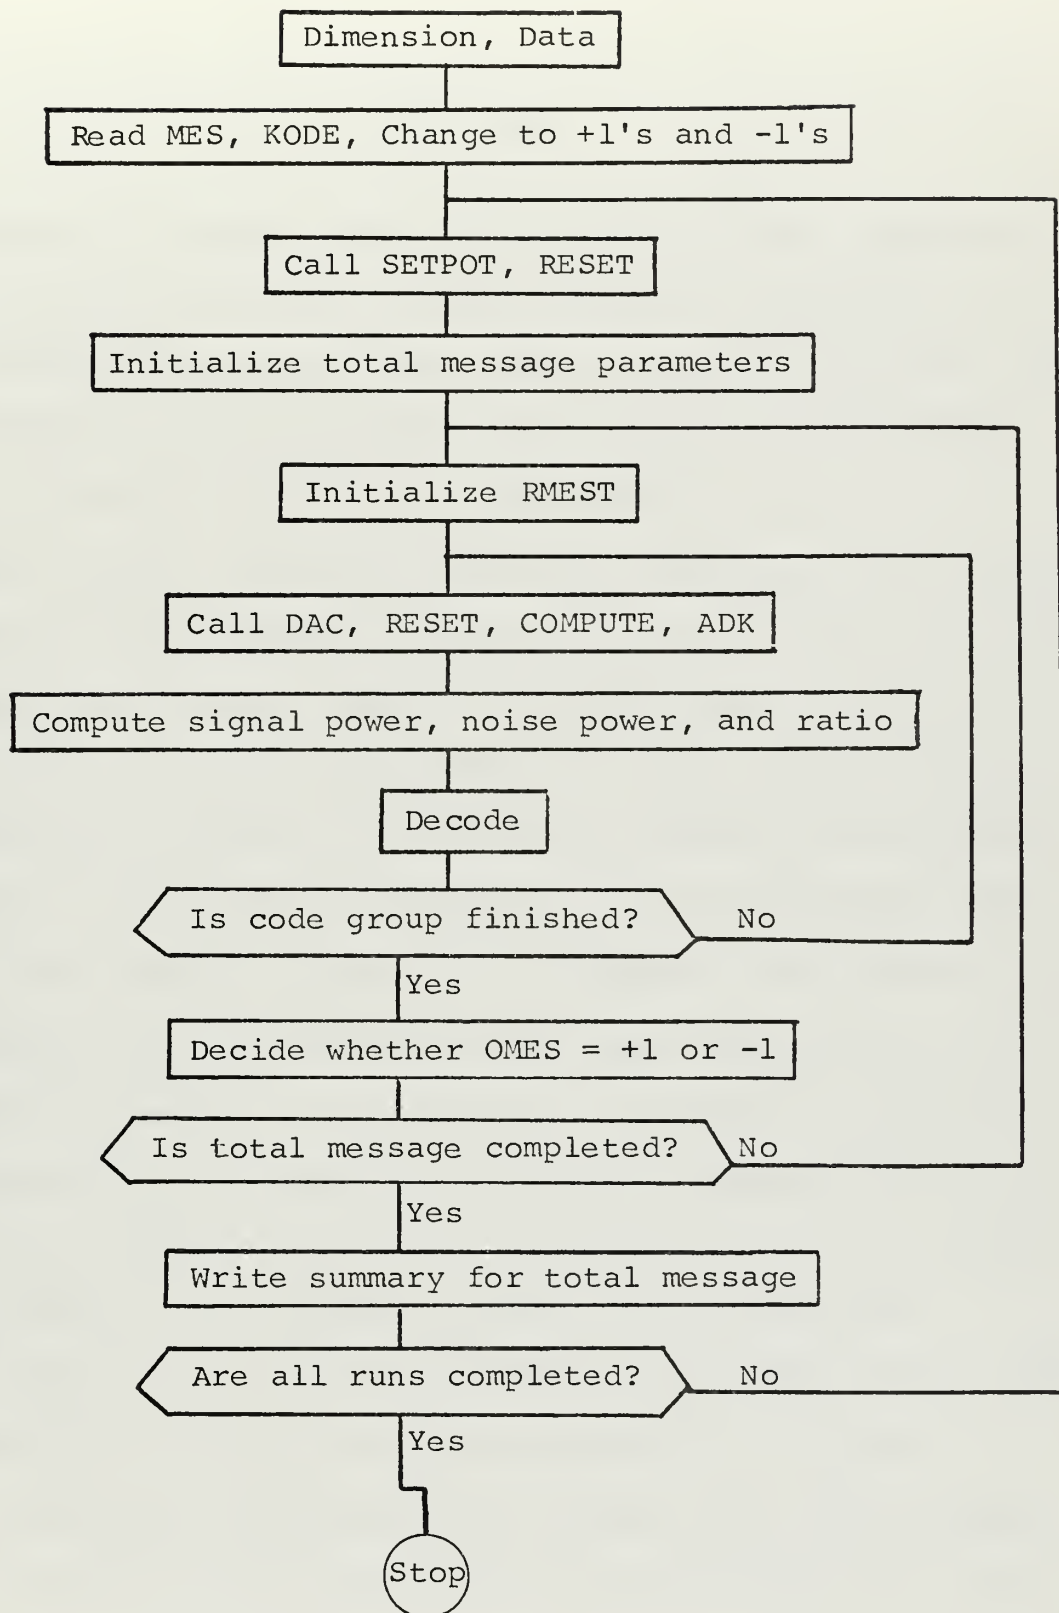 Dimension, Data
Read MES, KODE, Change to +1's and -1's
Call SETPOT, RESET
Initialize total message parameters
Initialize RMEST
Call DAC, RESET, COMPUTE, ADK
Compute signal power, noise power, and ratio
Decode
Is code group finished?
No
Yes
Decide whether OMES = +1 or -1
Is total message completed?
No
Yes
Write summary for total message
Are all runs completed?
No
Yes
Stop